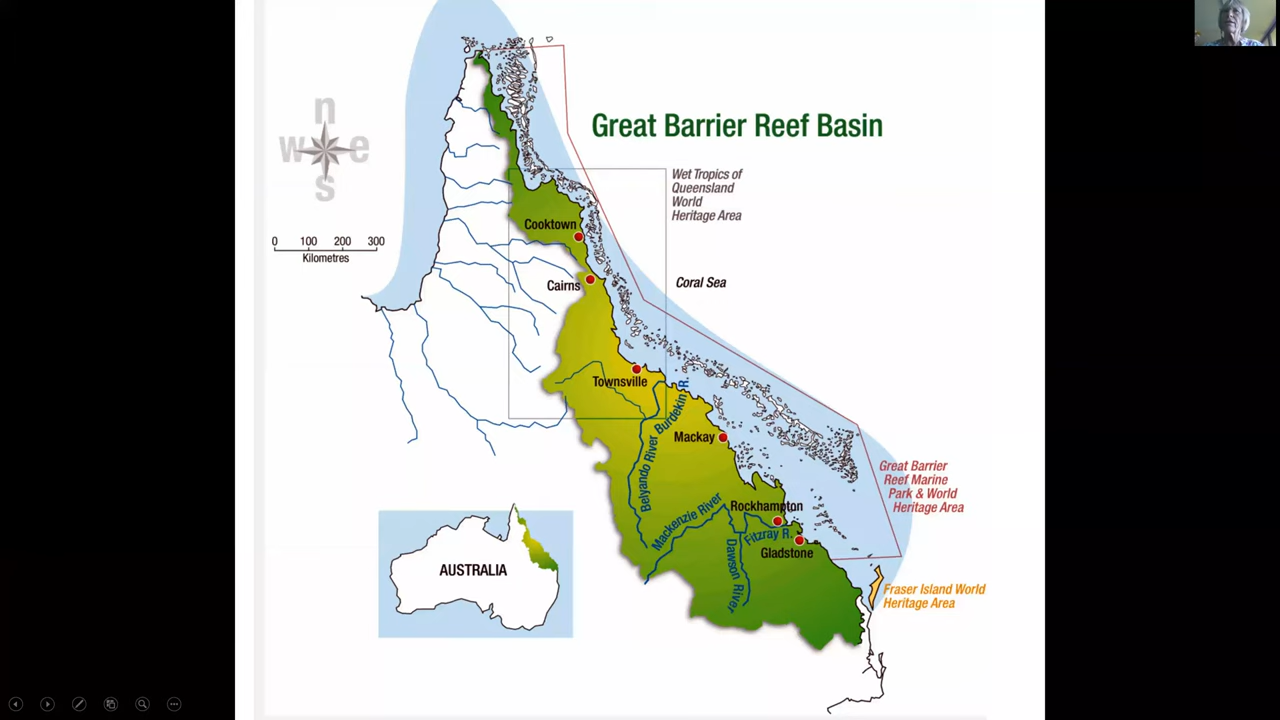 n
w e
s
Great Barrier Reef Basin
Wet Tropics of
Queensland
World
Heritage Area
0 100 200 300
Kilometres
Cooktown
Cairns
Coral Sea
Townsville
Burdekin R.
Belyando River
Mackay
Great Barrier
Reef Marine
Park & World
Heritage Area
Mackenzie River
Rockhampton
Fitzray R.
Gladstone
Dawson River
AUSTRALIA
Fraser Island World
Heritage Area